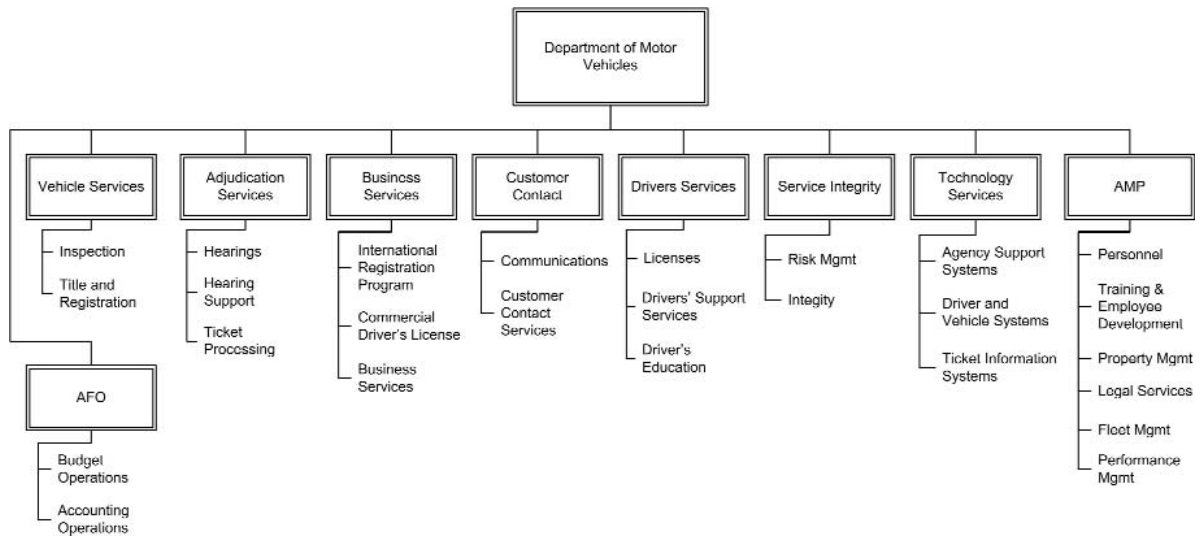 Department of Motor
Vehicles
Vehicle Services
Inspection
Title and
Registration
Adjudication
Services
Hearings
Hearing
Support
Ticket
Processing
Business
Services
International
Registration
Program
Commercial
Driver's License
Business
Services
Customer
Contact
Communications
Customer
Contact
Services
Drivers Services
Licenses
Drivers' Support
Services
Driver's
Education
Service Integrity
Risk Mgmt
Integity
Technology
Services
Agency Support
Systems
Driver and
Vehicle Systems
Ticket Information
Systems
AMP
Personnel
Training &
Employee
Development
Property Mgmt
Legal Services
Fleet Mgmt
Performance
Mgmt
AFO
Budget
Operations
Accounting
Operations